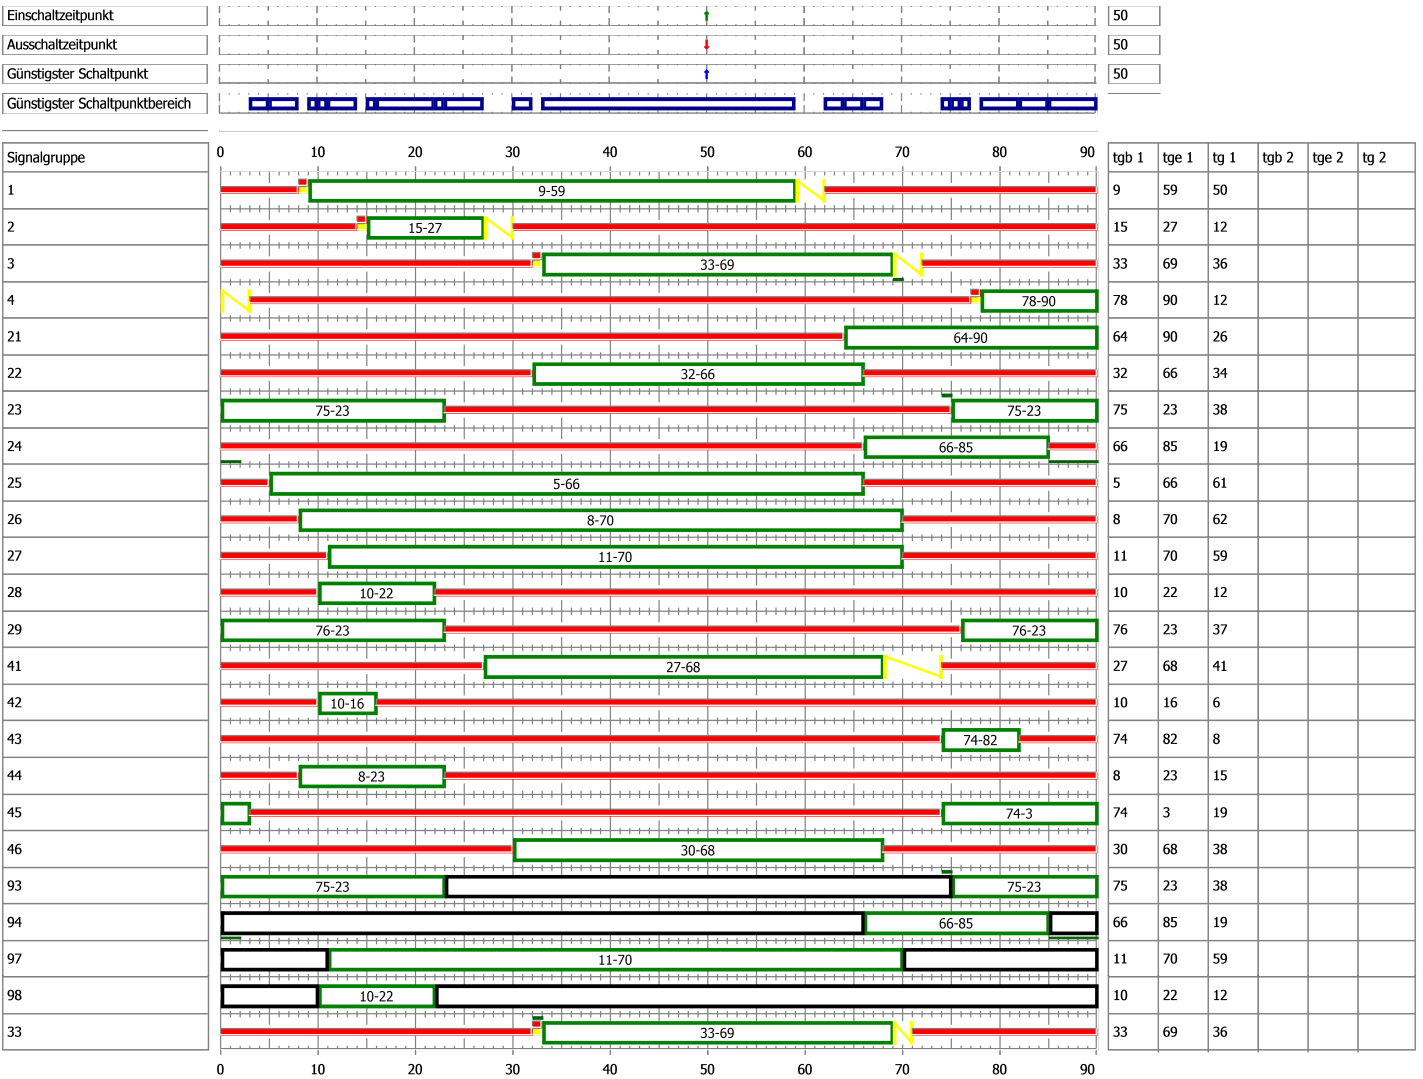 Einschaltzeitpunkt 50
Ausschaltzeitpunkt 50
Günstigster Schaltpunkt 50
Günstigster Schaltpunktbereich
Signalgruppe 0 10 20 30 40 50 60 70 80 90 tgb 1 tge 1 tg 1 tgb 2 tge 2 tg 2
1 9-59 9 59 50
2 15-27 15 27 12
3 33-69 33 69 36
4 78-90 78 90 12
21 64-90 64 90 26
22 32-66 32 66 34
23 75-23 75-23 75 23 38
24 66-85 66 85 19
25 5-66 5 66 61
26 8-70 8 70 62
27 11-70 11 70 59
28 10-22 10 22 12
29 76-23 76-23 76 23 37
41 27-68 27 68 41
42 10-16 10 16 6
43 74-82 74 82 8
44 8-23 8 23 15
45 74-3 74 3 19
46 30-68 30 68 38
93 75-23 75-23 75 23 38
94 66-85 66 85 19
97 11-70 11 70 59
98 10-22 10 22 12
33 33-69 33 69 36
0 10 20 30 40 50 60 70 80 90